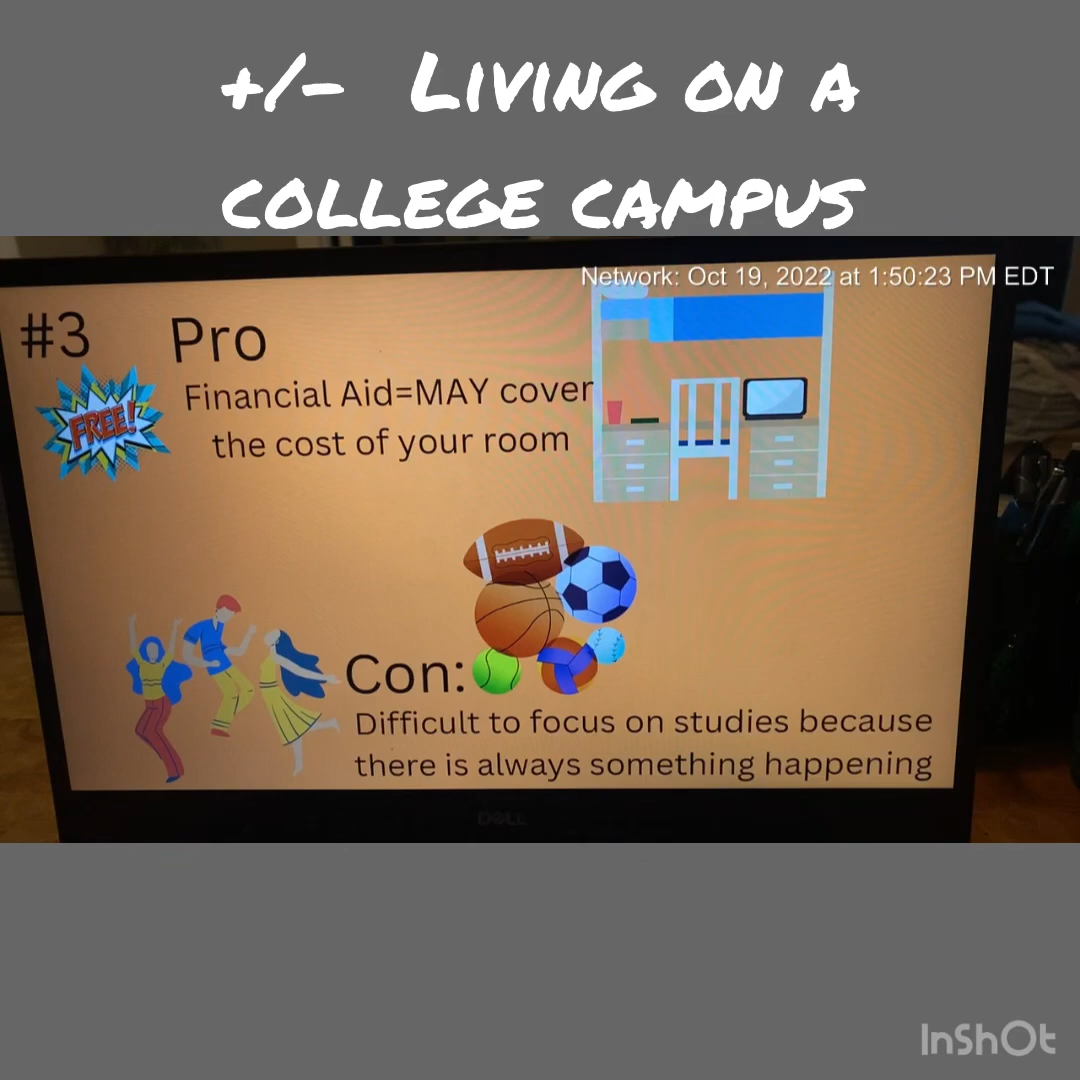 +/- LIVING ON A
COLLEGE CAMPUS
Network: Oct 19, 2022 at 1:50:23 PM EDT
#3 Pro
FREE!
Financial Aid=MAY cover
the cost of your room
Con:
Difficult to focus on studies because
there is always something happening
DELL
InShOt